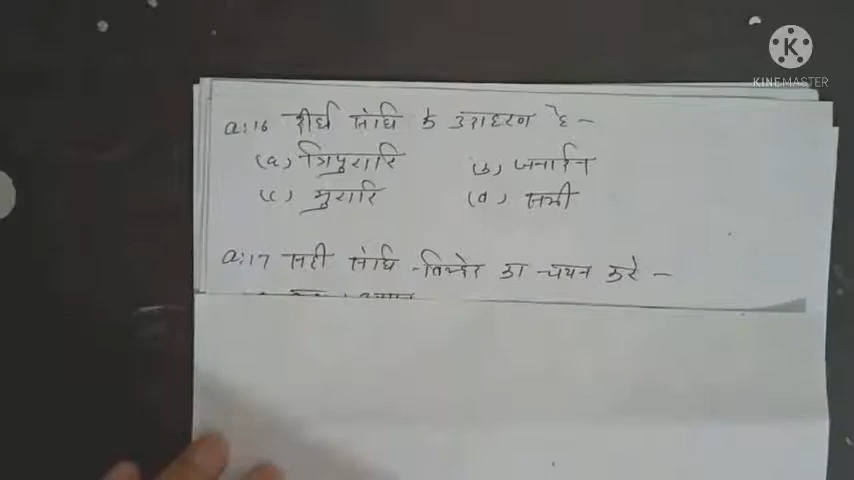 K
KINEMASTER
Q:16 दीर्घ संधि के उदाहरण है -
(a) त्रिपुरारि (b) जनार्दन
(c) मुरारि (d) सभी
Q:17 सही संधि -विच्छेद का चयन करे -